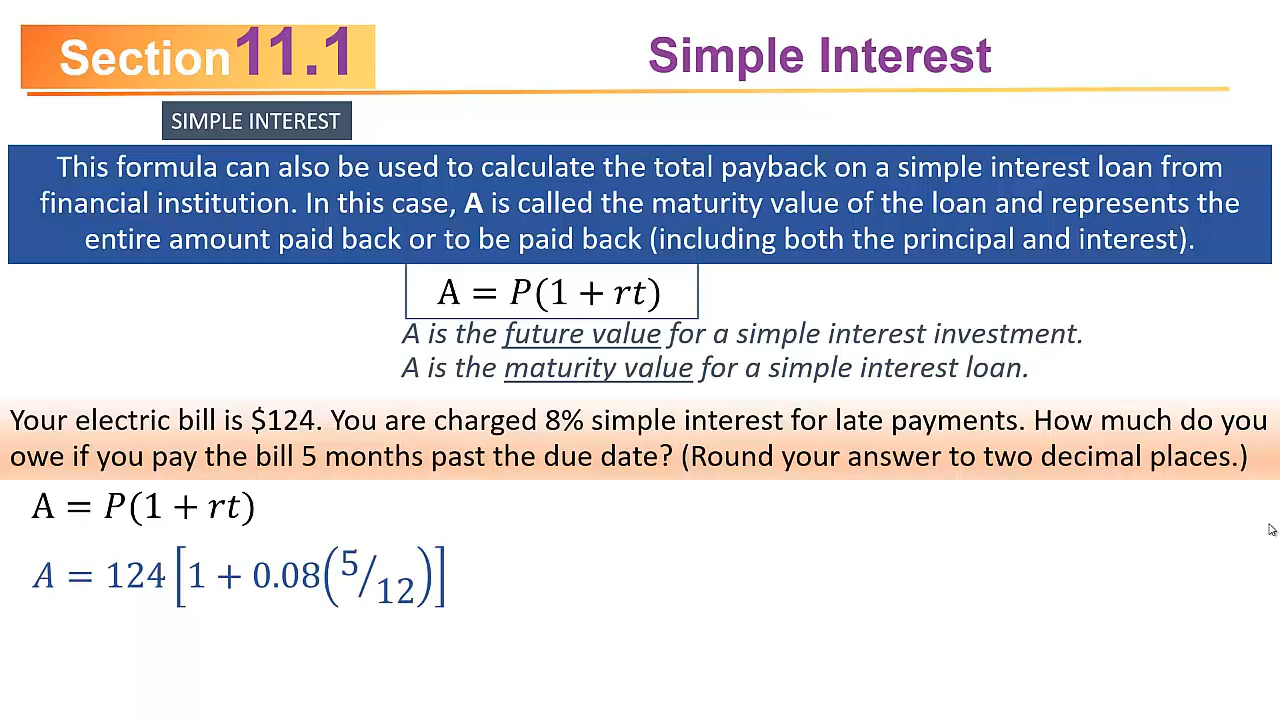 Section 11.1
Simple Interest
SIMPLE INTEREST
This formula can also be used to calculate the total payback on a simple interest loan from
financial institution. In this case, A is called the maturity value of the loan and represents the
entire amount paid back or to be paid back (including both the principal and interest).
A = P(1 + rt)
A is the future value for a simple interest investment.
A is the maturity value for a simple interest loan.
Your electric bill is $124. You are charged 8% simple interest for late payments. How much do you
owe if you pay the bill 5 months past the due date? (Round your answer to two decimal places.)
A = P(1 + rt)
A = 124[1 + 0.08(5/12)]